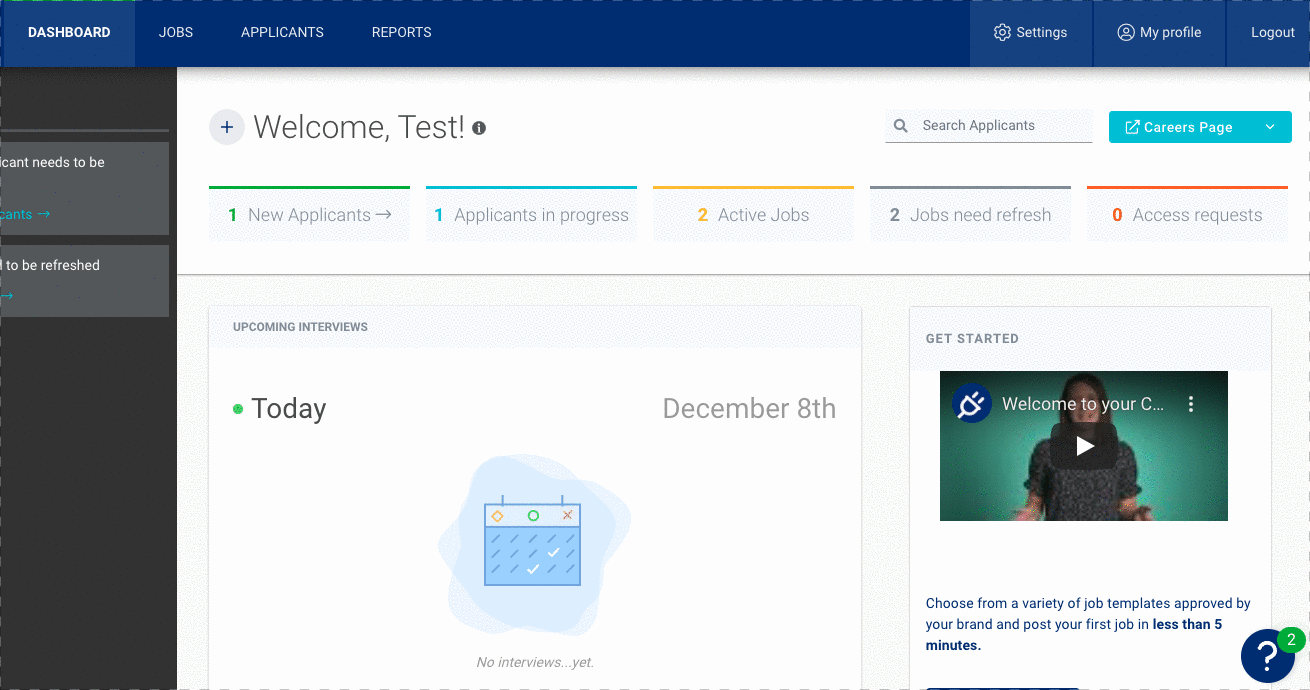 DASHBOARD JOBS APPLICANTS REPORTS Settings My profile Logout
Welcome, Test!
Search Applicants
Careers Page
needs to be
→
to be refreshed
→
1 New Applicants →
1 Applicants in progress
2 Active Jobs
2 Jobs need refresh
0 Access requests
UPCOMING INTERVIEWS
Today
December 8th
No interviews...yet.
GET STARTED
Welcome to your C...
Choose from a variety of job templates approved by
your brand and post your first job in less than 5
minutes.
?
2